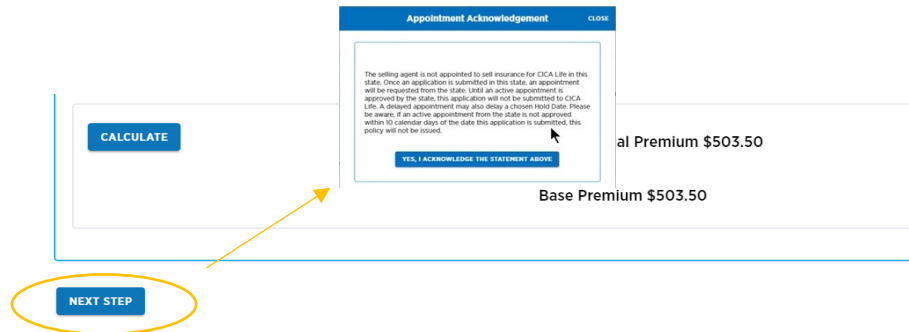 Appointment Acknowledgement
CLOSE
The selling agent is not appointed to sell insurance for CICA Life in this
state. Once an application is submitted in this state, an appointment
will be requested from the state. Until an active appointment is
approved by the state, this application will not be submitted to CICA
Life. A delayed appointment may also delay a chosen Hold Date. Please
be aware, if an active appointment from the state is not approved
within 10 calendar days of the date this application is submitted, this
policy will not be issued.
YES, I ACKNOWLEDGE THE STATEMENT ABOVE
CALCULATE
al Premium $503.50
Base Premium $503.50
NEXT STEP